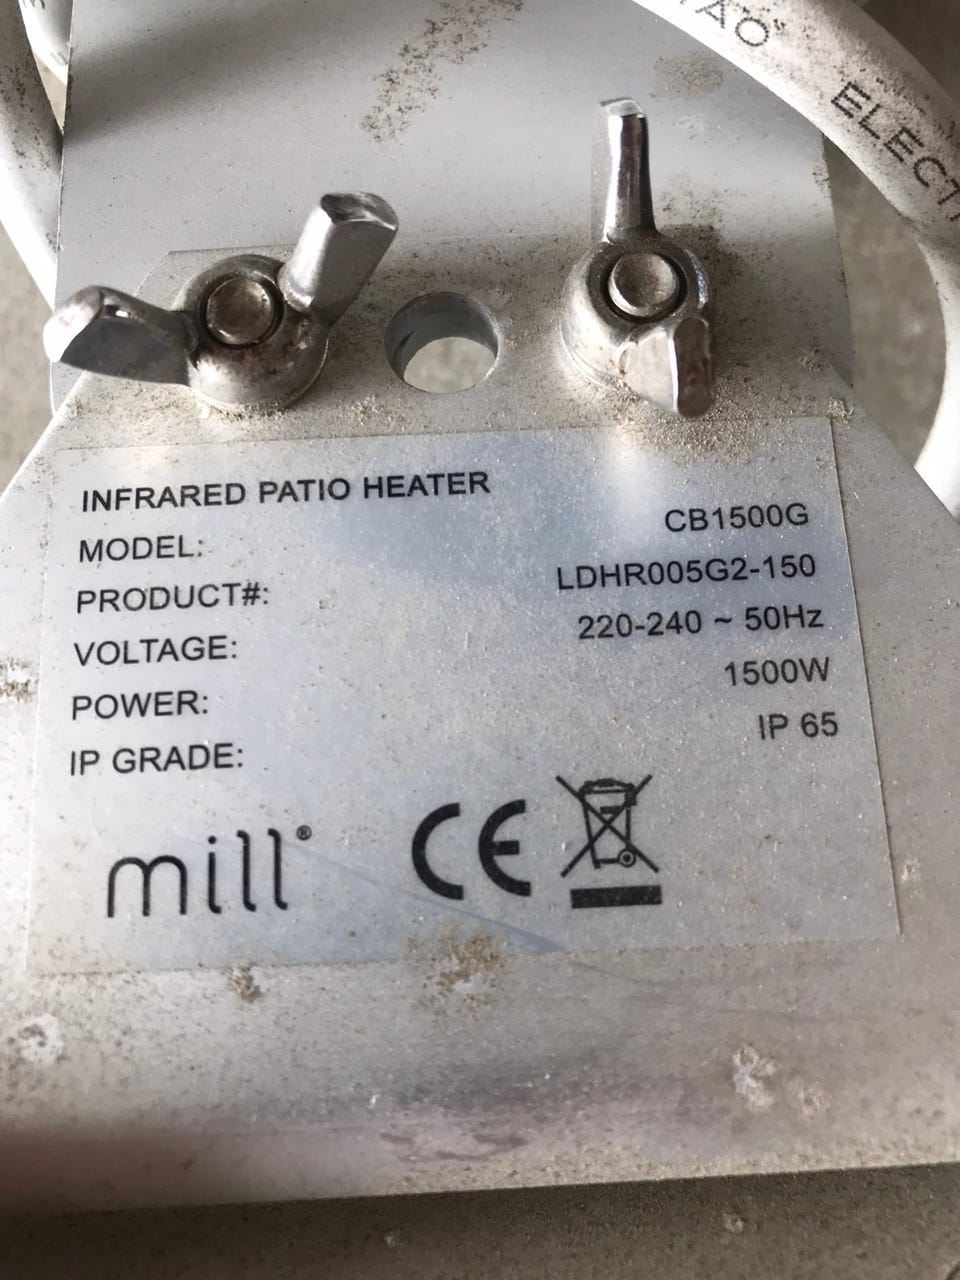 ELECT
INFRARED PATIO HEATER
MODEL: CB1500G
PRODUCT#: LDHR005G2-150
VOLTAGE: 220-240 ~ 50Hz
POWER: 1500W
IP GRADE: IP 65
mill® CE